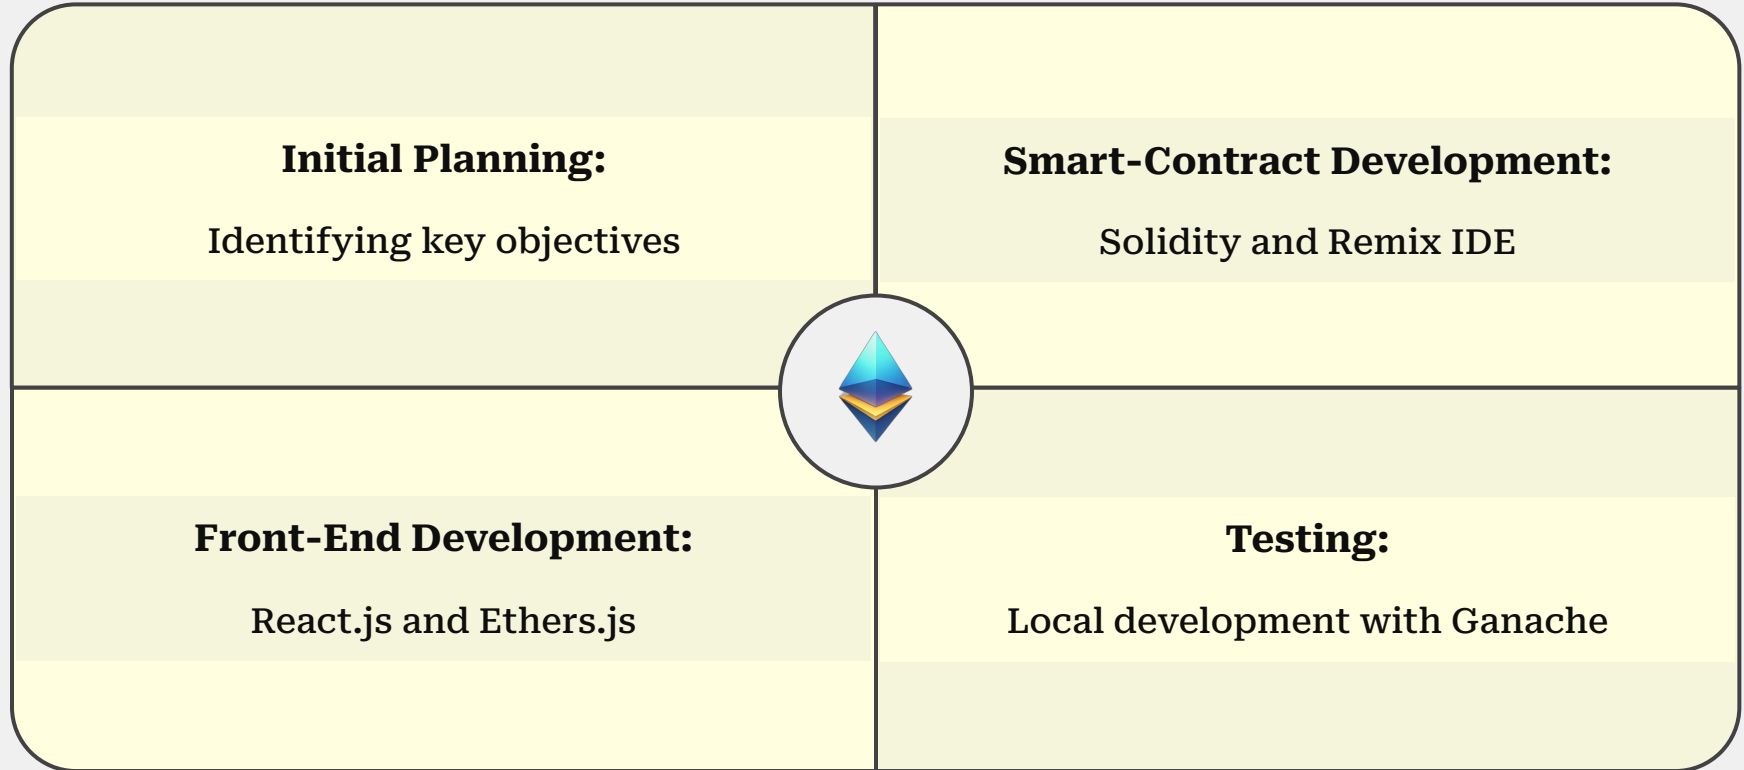 Initial Planning:
Identifying key objectives
Smart-Contract Development:
Solidity and Remix IDE
Front-End Development:
React.js and Ethers.js
Testing:
Local development with Ganache